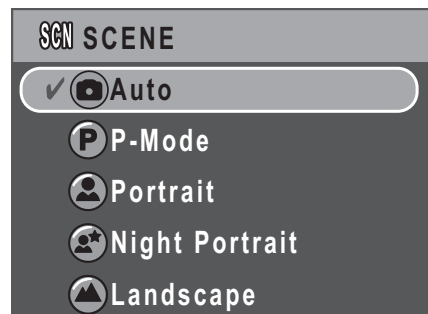 SCN SCENE
Auto
P P-Mode
Portrait
Night Portrait
Landscape